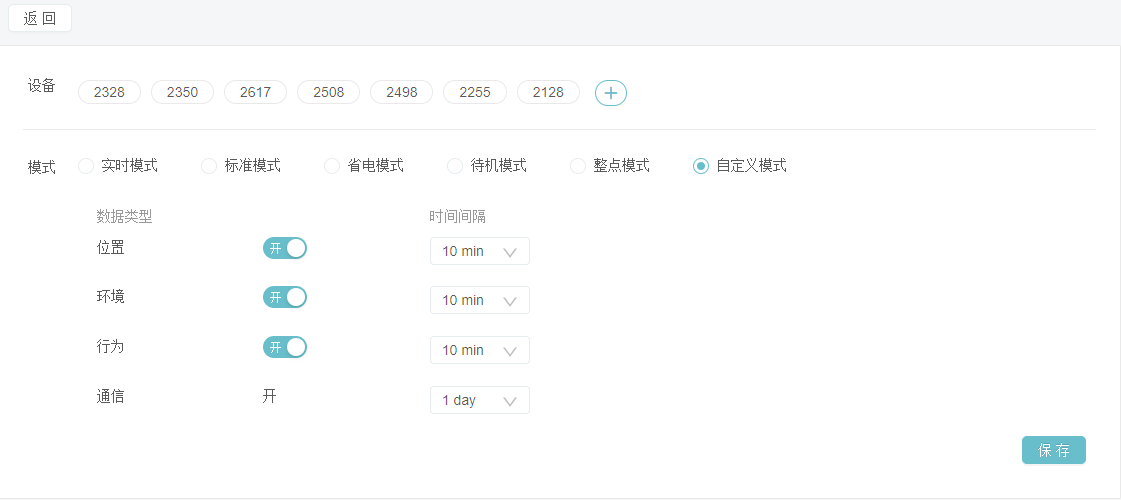 返 回
设备 2328 2350 2617 2508 2498 2255 2128
模式 实时模式 标准模式 省电模式 待机模式 整点模式 自定义模式
数据类型 时间间隔
位置 开 10 min
环境 开 10 min
行为 开 10 min
通信 开 1 day
保 存